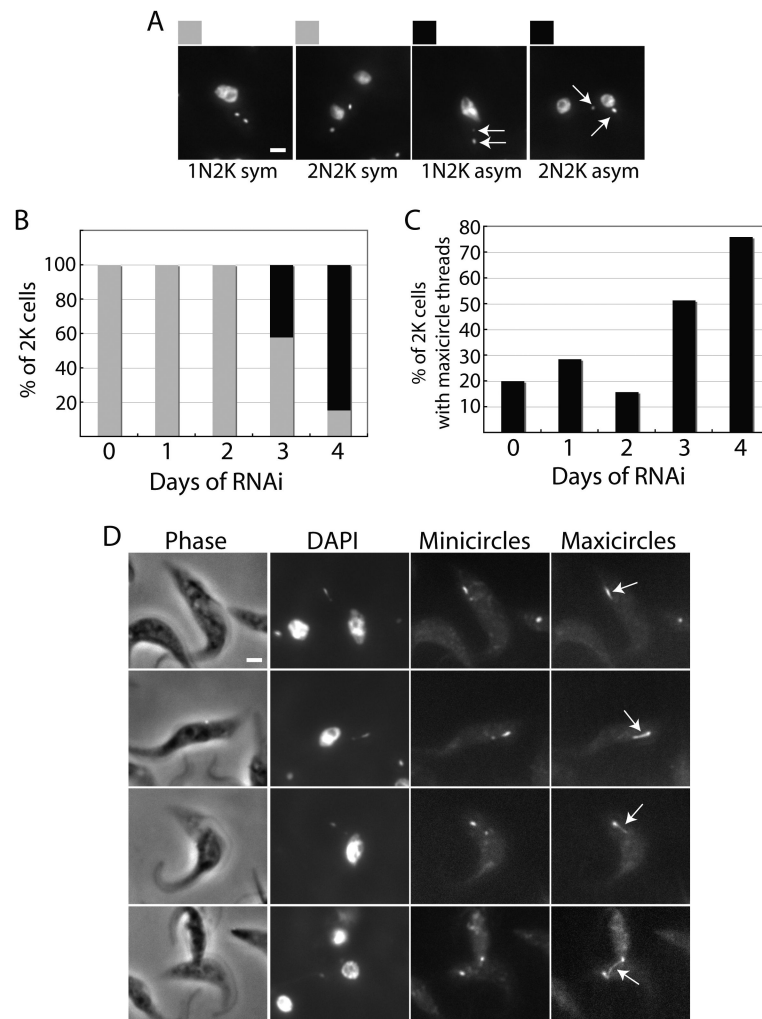 A
1N2K sym 2N2K sym 1N2K asym 2N2K asym
B
% of 2K cells
100
80
60
40
20
0 1 2 3 4
Days of RNAi
C
% of 2K cells
with maxicircle threads
80
70
60
50
40
30
20
10
0 1 2 3 4
Days of RNAi
D
Phase DAPI Minicircles Maxicircles